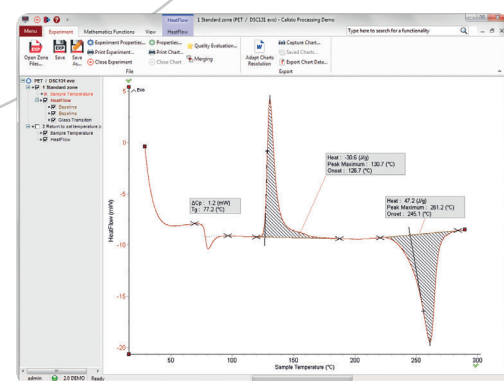 HeatFlow
1 Standard zone (PET / DSC131 evo) - Calisto Processing Demo
Menu
Experiment
Mathematics Functions
View
HeatFlow
Type here to search for a functionality
Open Zone Files...
Save
Save As...
Experiment Properties...
Print Experiment...
Close Experiment
Properties...
Print Chart...
Close Chart
Quality Evaluation...
Merging
File
Adapt Charts Resolution
Capture Chart...
Saved Charts...
Export Chart Data...
Export
PET / DSC131 evo
1 Standard zone
Sample Temperature
HeatFlow
Baseline
Baseline
Glass Transition
2 Return to set temperature z
Sample Temperature
HeatFlow
Exo
5
0
-5
-10
-15
-20
HeatFlow (mW)
ΔCp : 1.2 (mW)
Tg : 77.2 (°C)
Heat : -30.6 (J/g)
Peak Maximum : 130.7 (°C)
Onset : 126.7 (°C)
Heat : 47.2 (J/g)
Peak Maximum : 261.2 (°C)
Onset : 245.1 (°C)
50
100
150
200
250
300
Sample Temperature (°C)
admin
2.0 DEMO
Ready